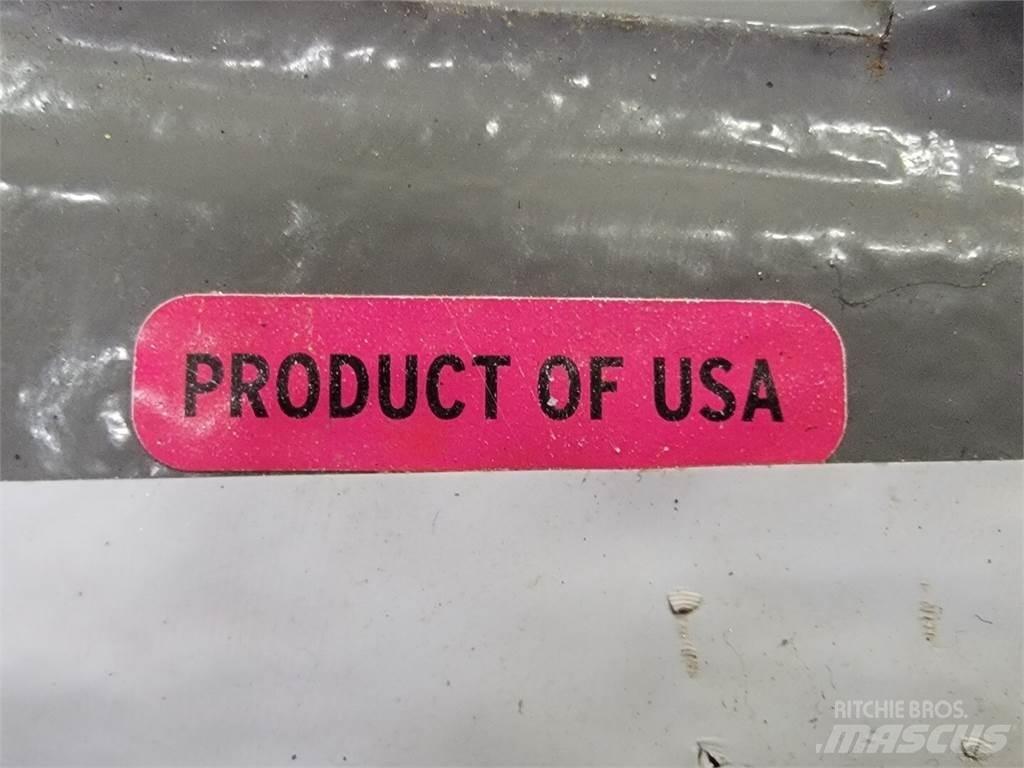 PRODUCT OF USA
RITCHIE BROS.
MASCUS